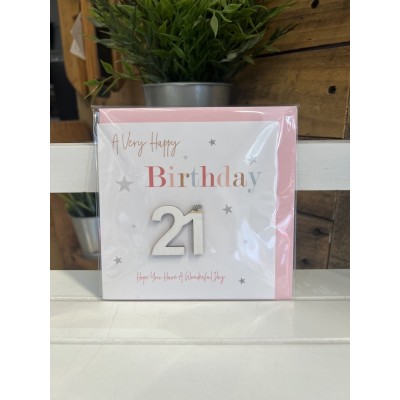 A Very Happy
Birthday
21
Hope You Have A Wonderful Day